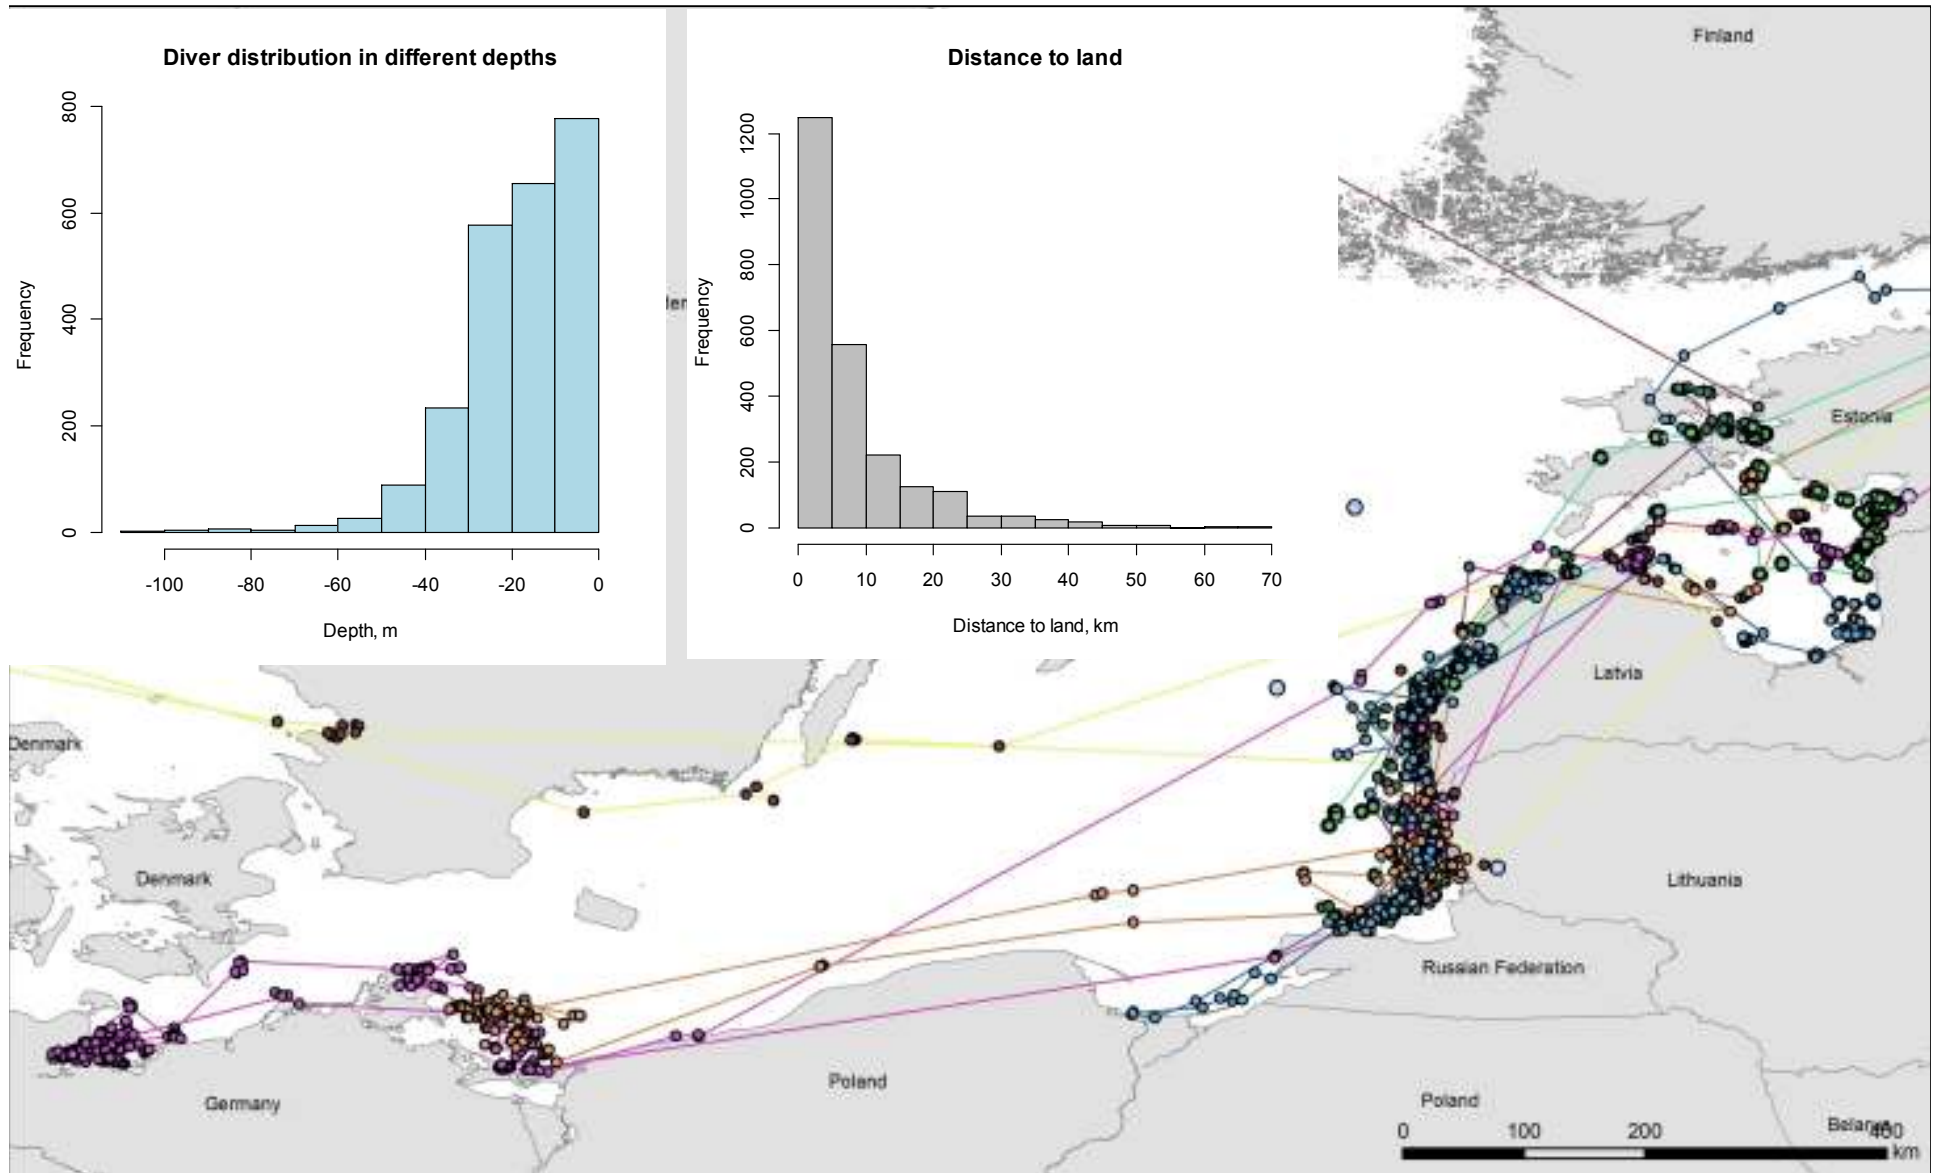 Diver distribution in different depths
Frequency
800
600
400
200
0
-100 -80 -60 -40 -20 0
Depth, m
Distance to land
Frequency
1200
1000
800
600
400
200
0
0 10 20 30 40 50 60 70
Distance to land, km
Finland
Estonia
Latvia
Denmark
Denmark
Lithuania
Russian Federation
Poland
Germany
Poland
0 100 200 400
km